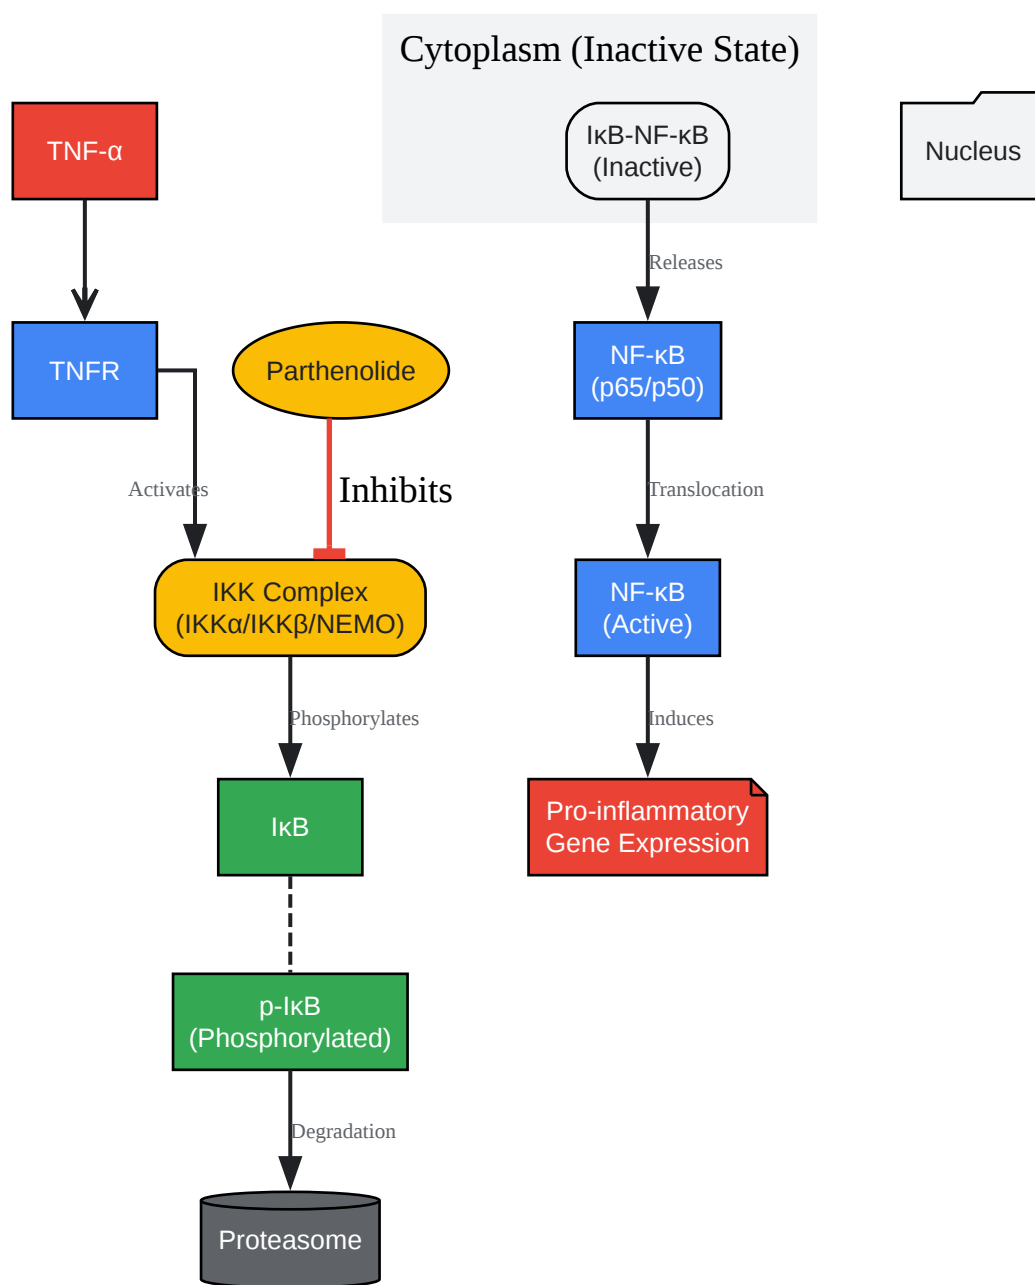 Cytoplasm (Inactive State)
TNF-α
IκB-NF-κB
(Inactive)
Nucleus
Releases
TNFR
Parthenolide
NF-κB
(p65/p50)
Activates
Inhibits
Translocation
IKK Complex
(IKKα/IKKβ/NEMO)
NF-κB
(Active)
Phosphorylates
Induces
IκB
Pro-inflammatory
Gene Expression
p-IκB
(Phosphorylated)
Degradation
Proteasome